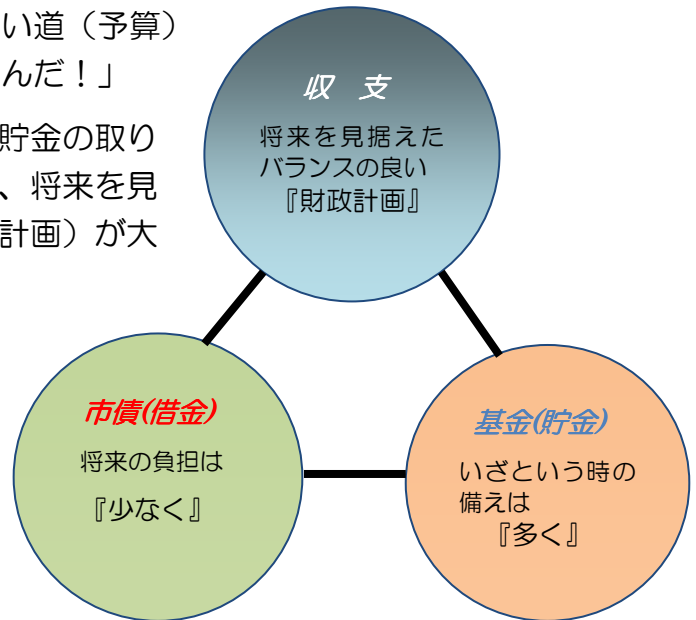 い道（予算）
んだ！」
貯金の取り
、将来を見
計画）が大
収 支
将来を見据えた
バランスの良い
『財政計画』
市債(借金)
将来の負担は
『少なく』
基金(貯金)
いざという時の
備えは
『多く』